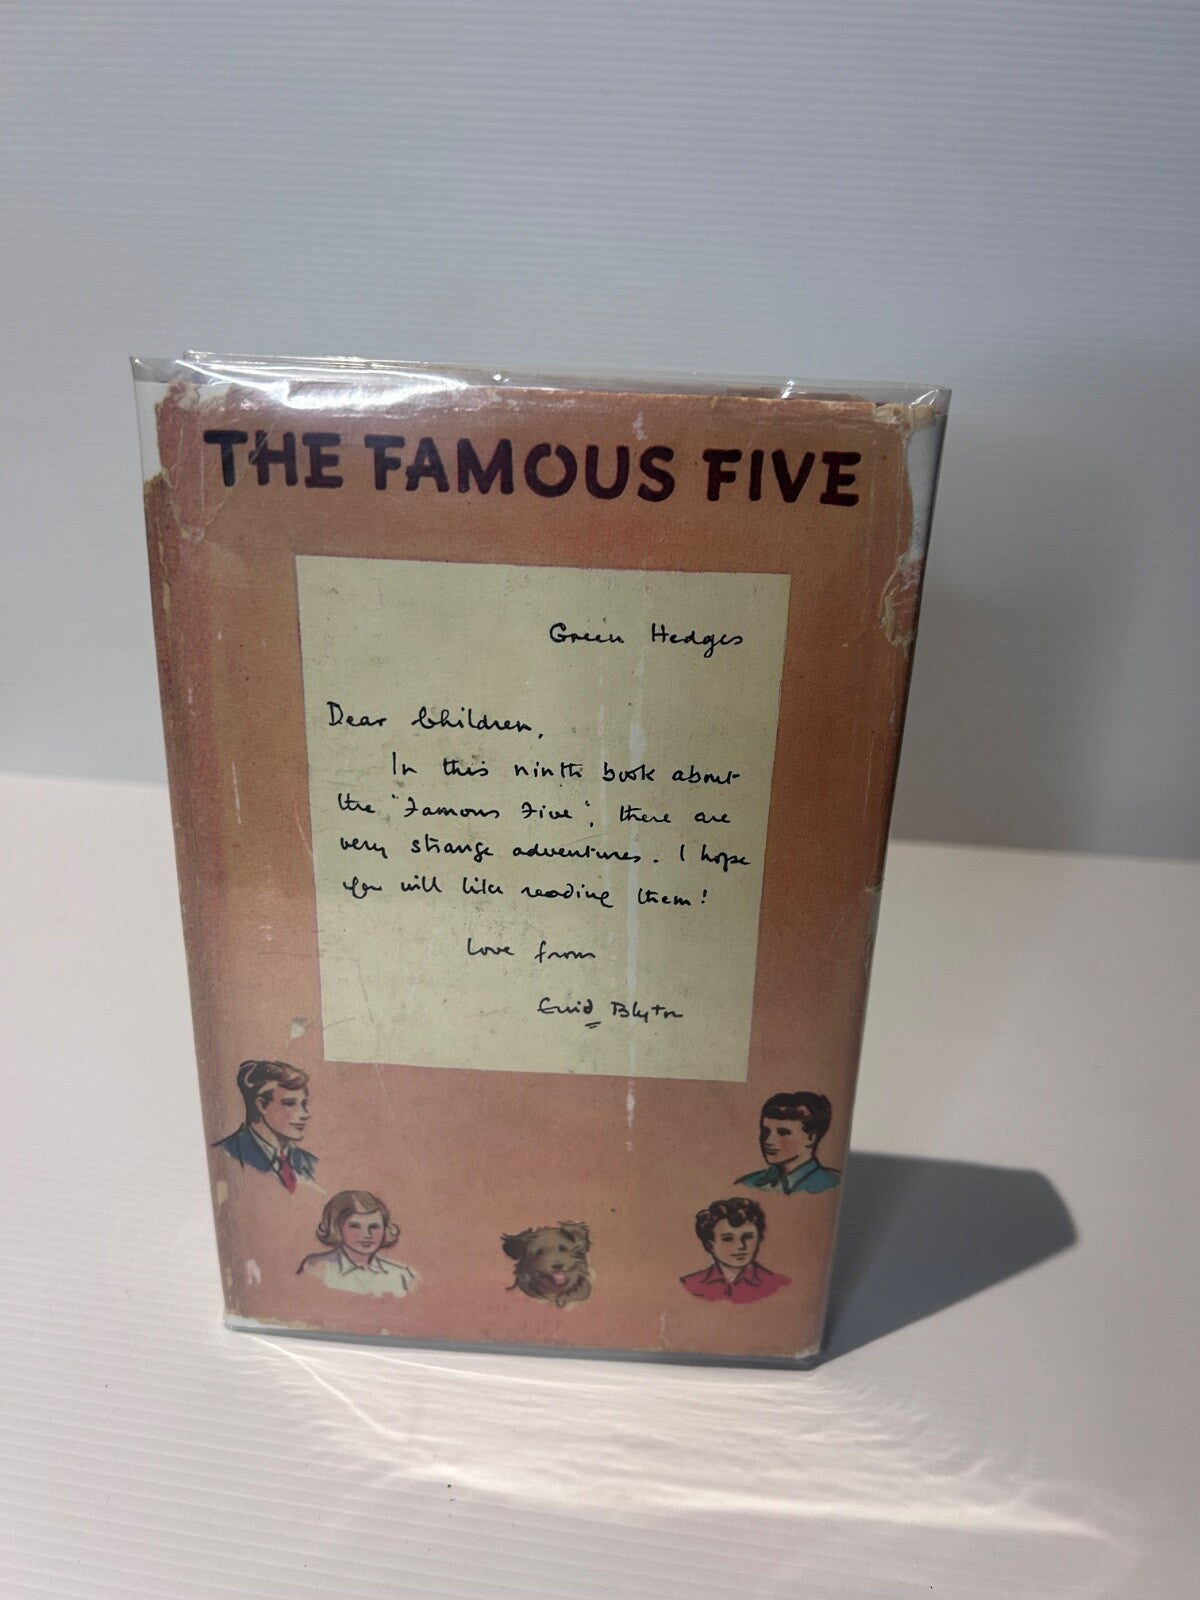 THE FAMOUS FIVE
Green Hedges
Dear Children,
In this ninth book about
the "Famous Five", there are
very strange adventures. I hope
you will like reading them!
Love from
Enid Blyton